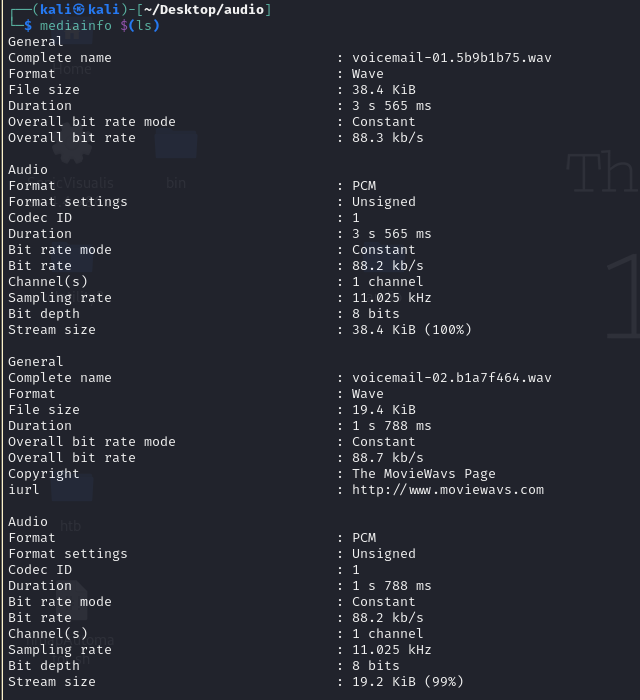 (kali㉿kali)-[~/Desktop/audio]
$ mediainfo $(ls)
General
Complete name : voicemail-01.5b9b1b75.wav
Format : Wave
File size : 38.4 KiB
Duration : 3 s 565 ms
Overall bit rate mode : Constant
Overall bit rate : 88.3 kb/s
Audio
Format : PCM
Format settings : Unsigned
Codec ID : 1
Duration : 3 s 565 ms
Bit rate mode : Constant
Bit rate : 88.2 kb/s
Channel(s) : 1 channel
Sampling rate : 11.025 kHz
Bit depth : 8 bits
Stream size : 38.4 KiB (100%)
General
Complete name : voicemail-02.b1a7f464.wav
Format : Wave
File size : 19.4 KiB
Duration : 1 s 788 ms
Overall bit rate mode : Constant
Overall bit rate : 88.7 kb/s
Copyright : The MovieWavs Page
iurl : http://www.moviewavs.com
Audio
Format : PCM
Format settings : Unsigned
Codec ID : 1
Duration : 1 s 788 ms
Bit rate mode : Constant
Bit rate : 88.2 kb/s
Channel(s) : 1 channel
Sampling rate : 11.025 kHz
Bit depth : 8 bits
Stream size : 19.2 KiB (99%)
Home
bin
htb
Th
1